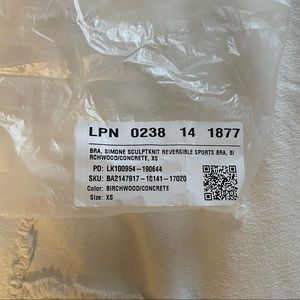 LPN 0238 14 1877
BRA, SIMONE SCULPTKNIT REVERSIBLE SPORTS BRA, BI
RCHWOOD/CONCRETE, XS
PO: LK100954-190644
SKU: BA2147917-10141-17020
Color: BIRCHWOOD/CONCRETE
Size: XS